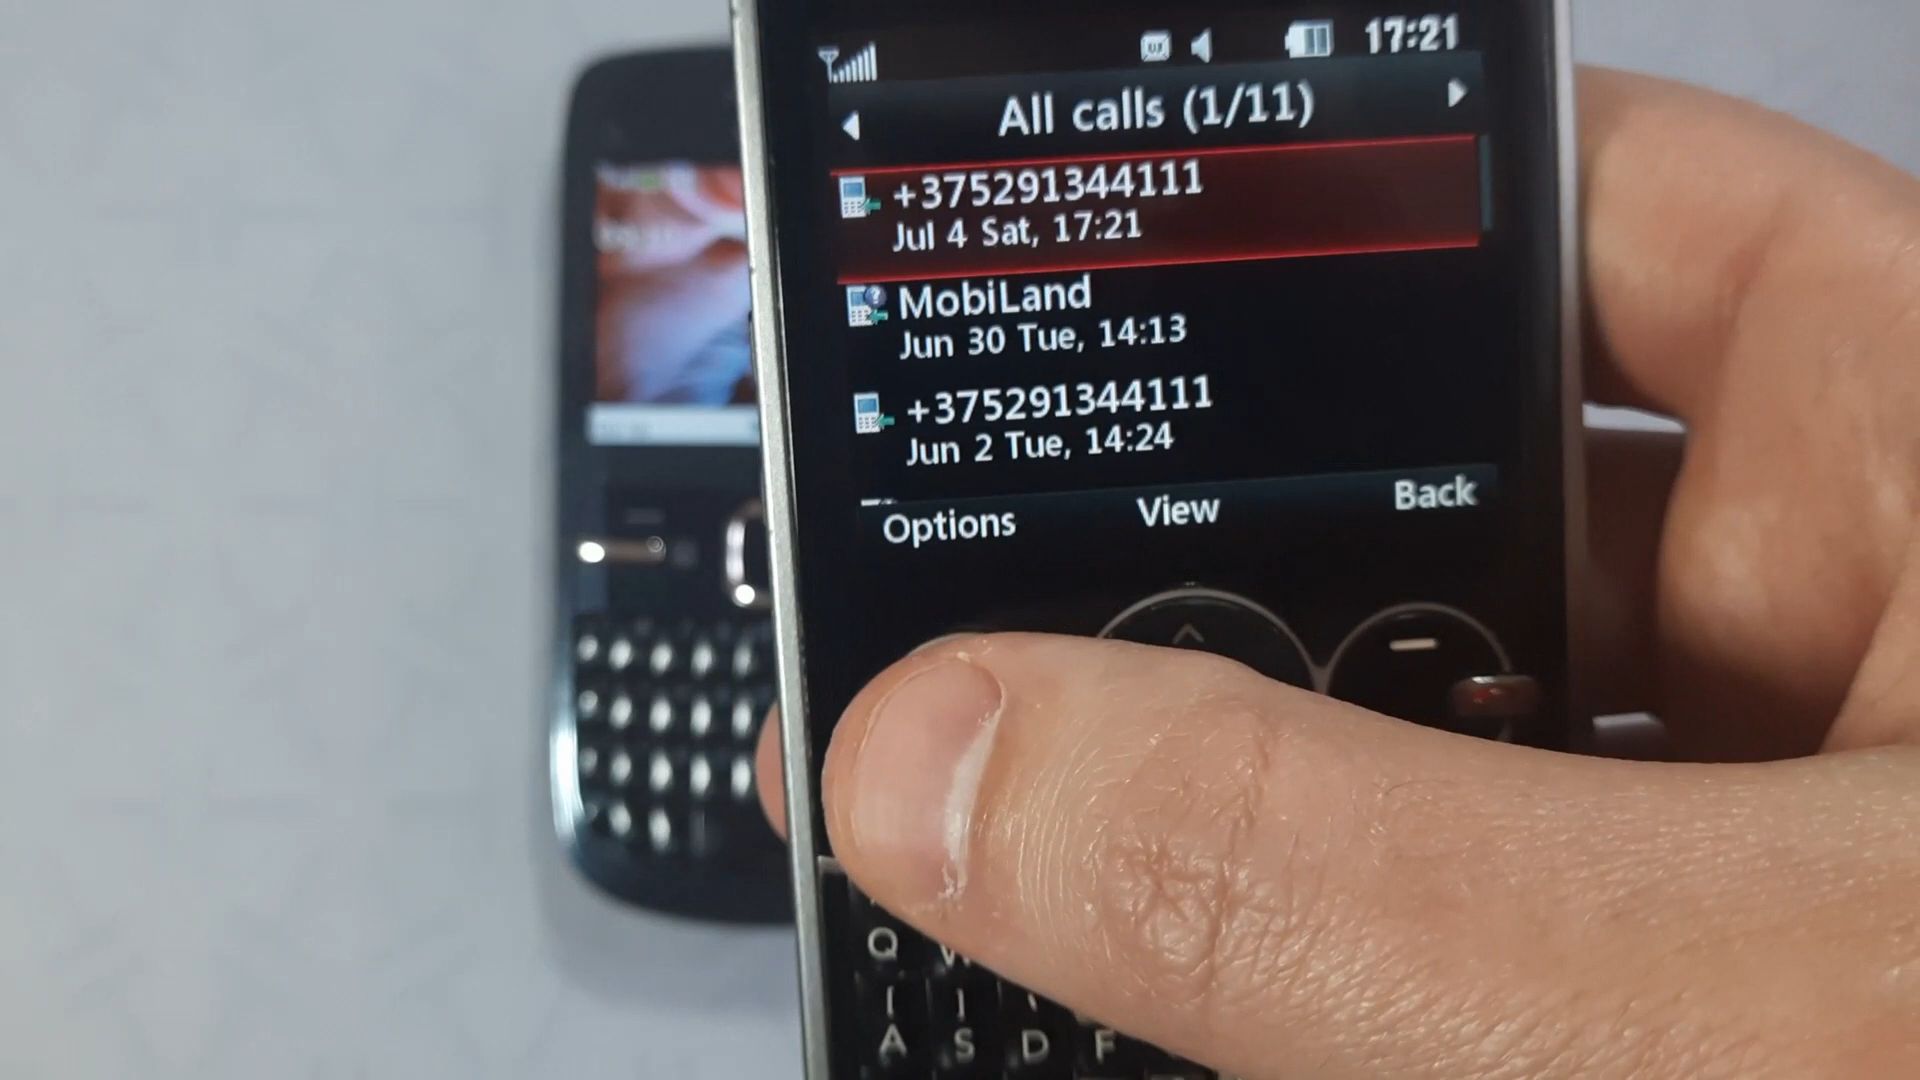 17:21
All calls (1/11)
+375291344111
Jul 4 Sat, 17:21
MobiLand
Jun 30 Tue, 14:13
+375291344111
Jun 2 Tue, 14:24
Options View Back
Q
A S D F